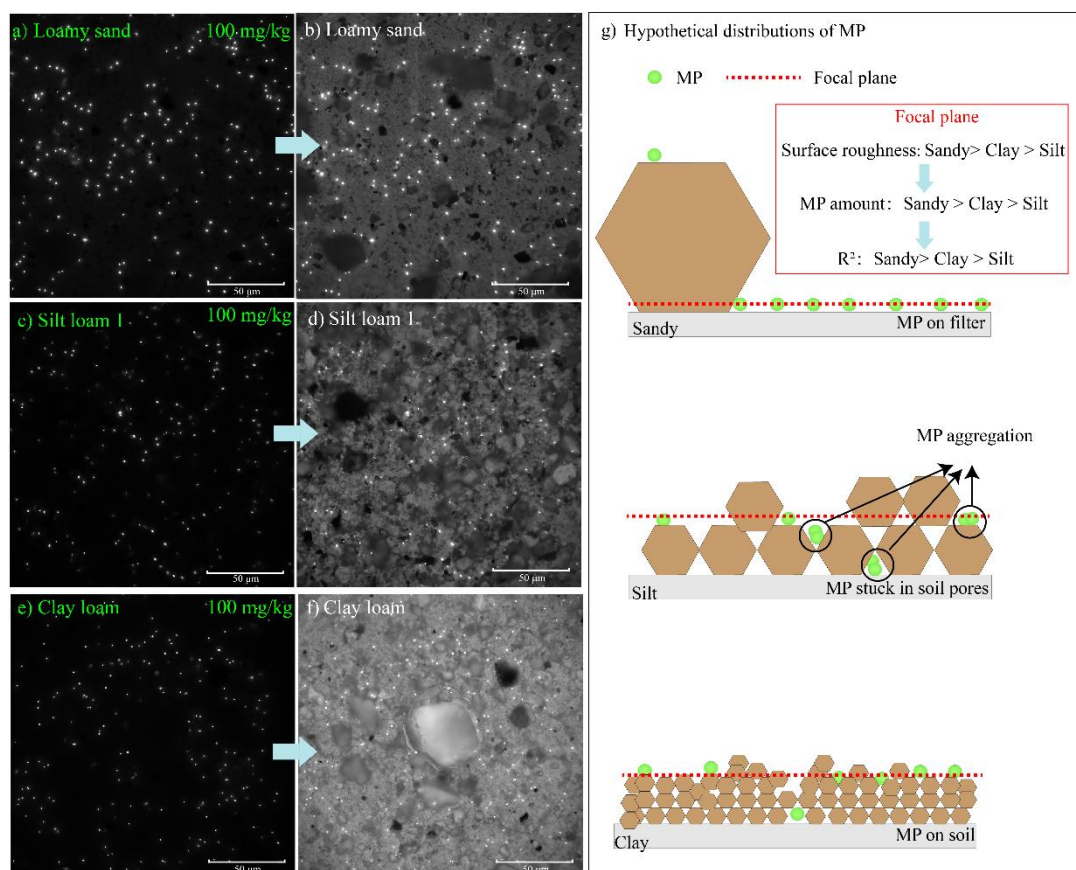 a) Loamy sand
100 mg/kg
b) Loamy sand
50 μm
50 μm
c) Silt loam 1
100 mg/kg
d) Silt loam 1
50 μm
50 μm
e) Clay loam
100 mg/kg
f) Clay loam
50 μm
50 μm
g) Hypothetical distributions of MP
MP
Focal plane
Focal plane
Surface roughness: Sandy> Clay > Silt
MP amount: Sandy > Clay > Silt
R²: Sandy> Clay > Silt
Sandy
MP on filter
MP aggregation
Silt
MP stuck in soil pores
Clay
MP on soil